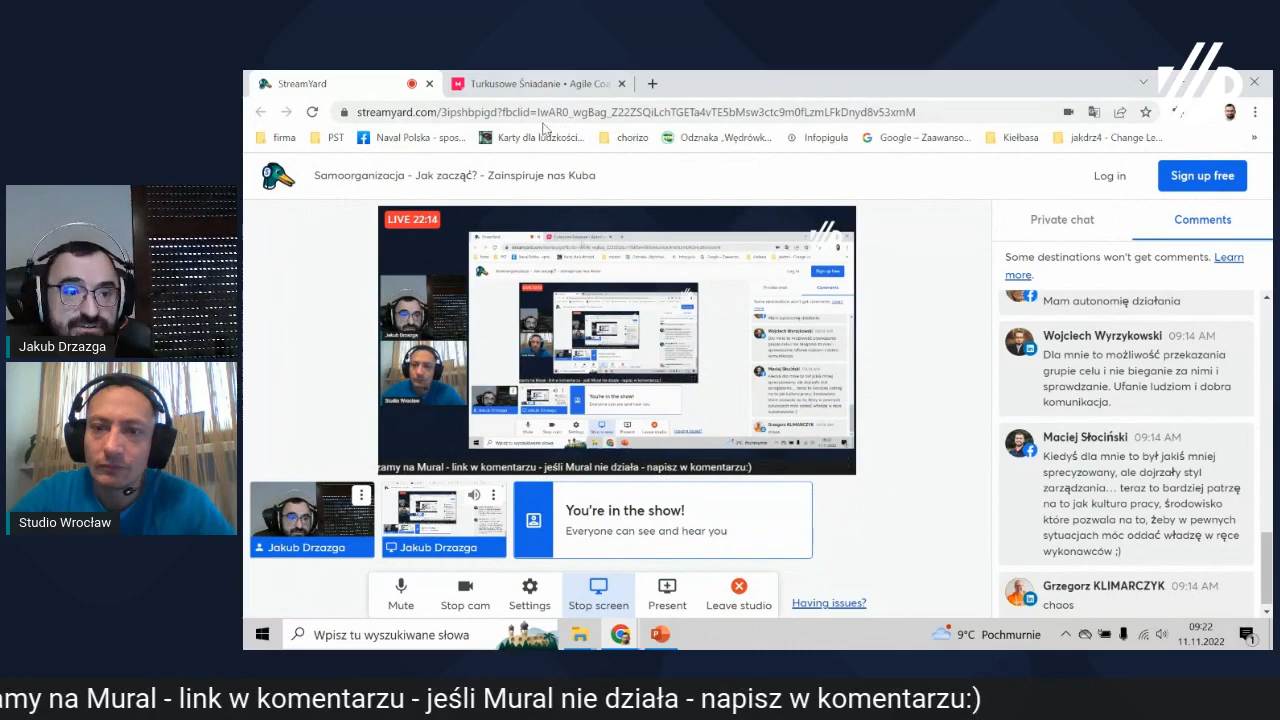 StreamYard
Turkusowe Śniadanie • Agile Coa
streamyard.com/3ipshbpigd?fbclid=IwAR0_wgBag_Z22ZSQiLchTGETa4vTE5bMsw3ctc9m0fLzmLFkDnyd8v53xmM
firma
PST
Naval Polska - spos...
Karty dla ludzkości...
chorizo
Odznaka „Wędrówk...
Infopiguła
Google – Zaawanso...
Kiełbasa
jakdrz4 - Change Le...
»
Samoorganizacja - Jak zacząć? - Zainspiruje nas Kuba
Log in
Sign up free
Private chat
Comments
Some destinations won't get comments. Learn
more.
Mam autonomię działania
Wojciech Wyrzykowski 09:14 AM
Dla mnie to możliwość przekazania
grupie celu i nie bieganie za nimi i
sprawdzanie. Ufanie ludziom i dobra
komunikacja.
Maciej Słociński 09:14 AM
Kiedyś dla mnie to był jakiś mniej
sprecyzowany, ale dojrzały styl
zarządzania... teraz to bardziej patrzę
na to jak kultura pracy, środowisko
które pozwala na to, żeby w pewnych
sytuacjach móc oddać władzę w ręce
wykonawców ;)
Grzegorz KLIMARCZYK 09:14 AM
chaos
LIVE 22:14
Jakub Drzazga
Studio Wrocław
zamy na Mural - link w komentarzu - jeśli Mural nie działa - napisz w komentarzu:)
Jakub Drzazga
Jakub Drzazga
You're in the show!
Everyone can see and hear you
Mute
Stop cam
Settings
Stop screen
Present
Leave studio
Having issues?
Wpisz tu wyszukiwane słowa
9°C Pochmurnie
09:22
11.11.2022
1
Jakub Drzazga
Studio Wrocław
amy na Mural - link w komentarzu - jeśli Mural nie działa - napisz w komentarzu:)